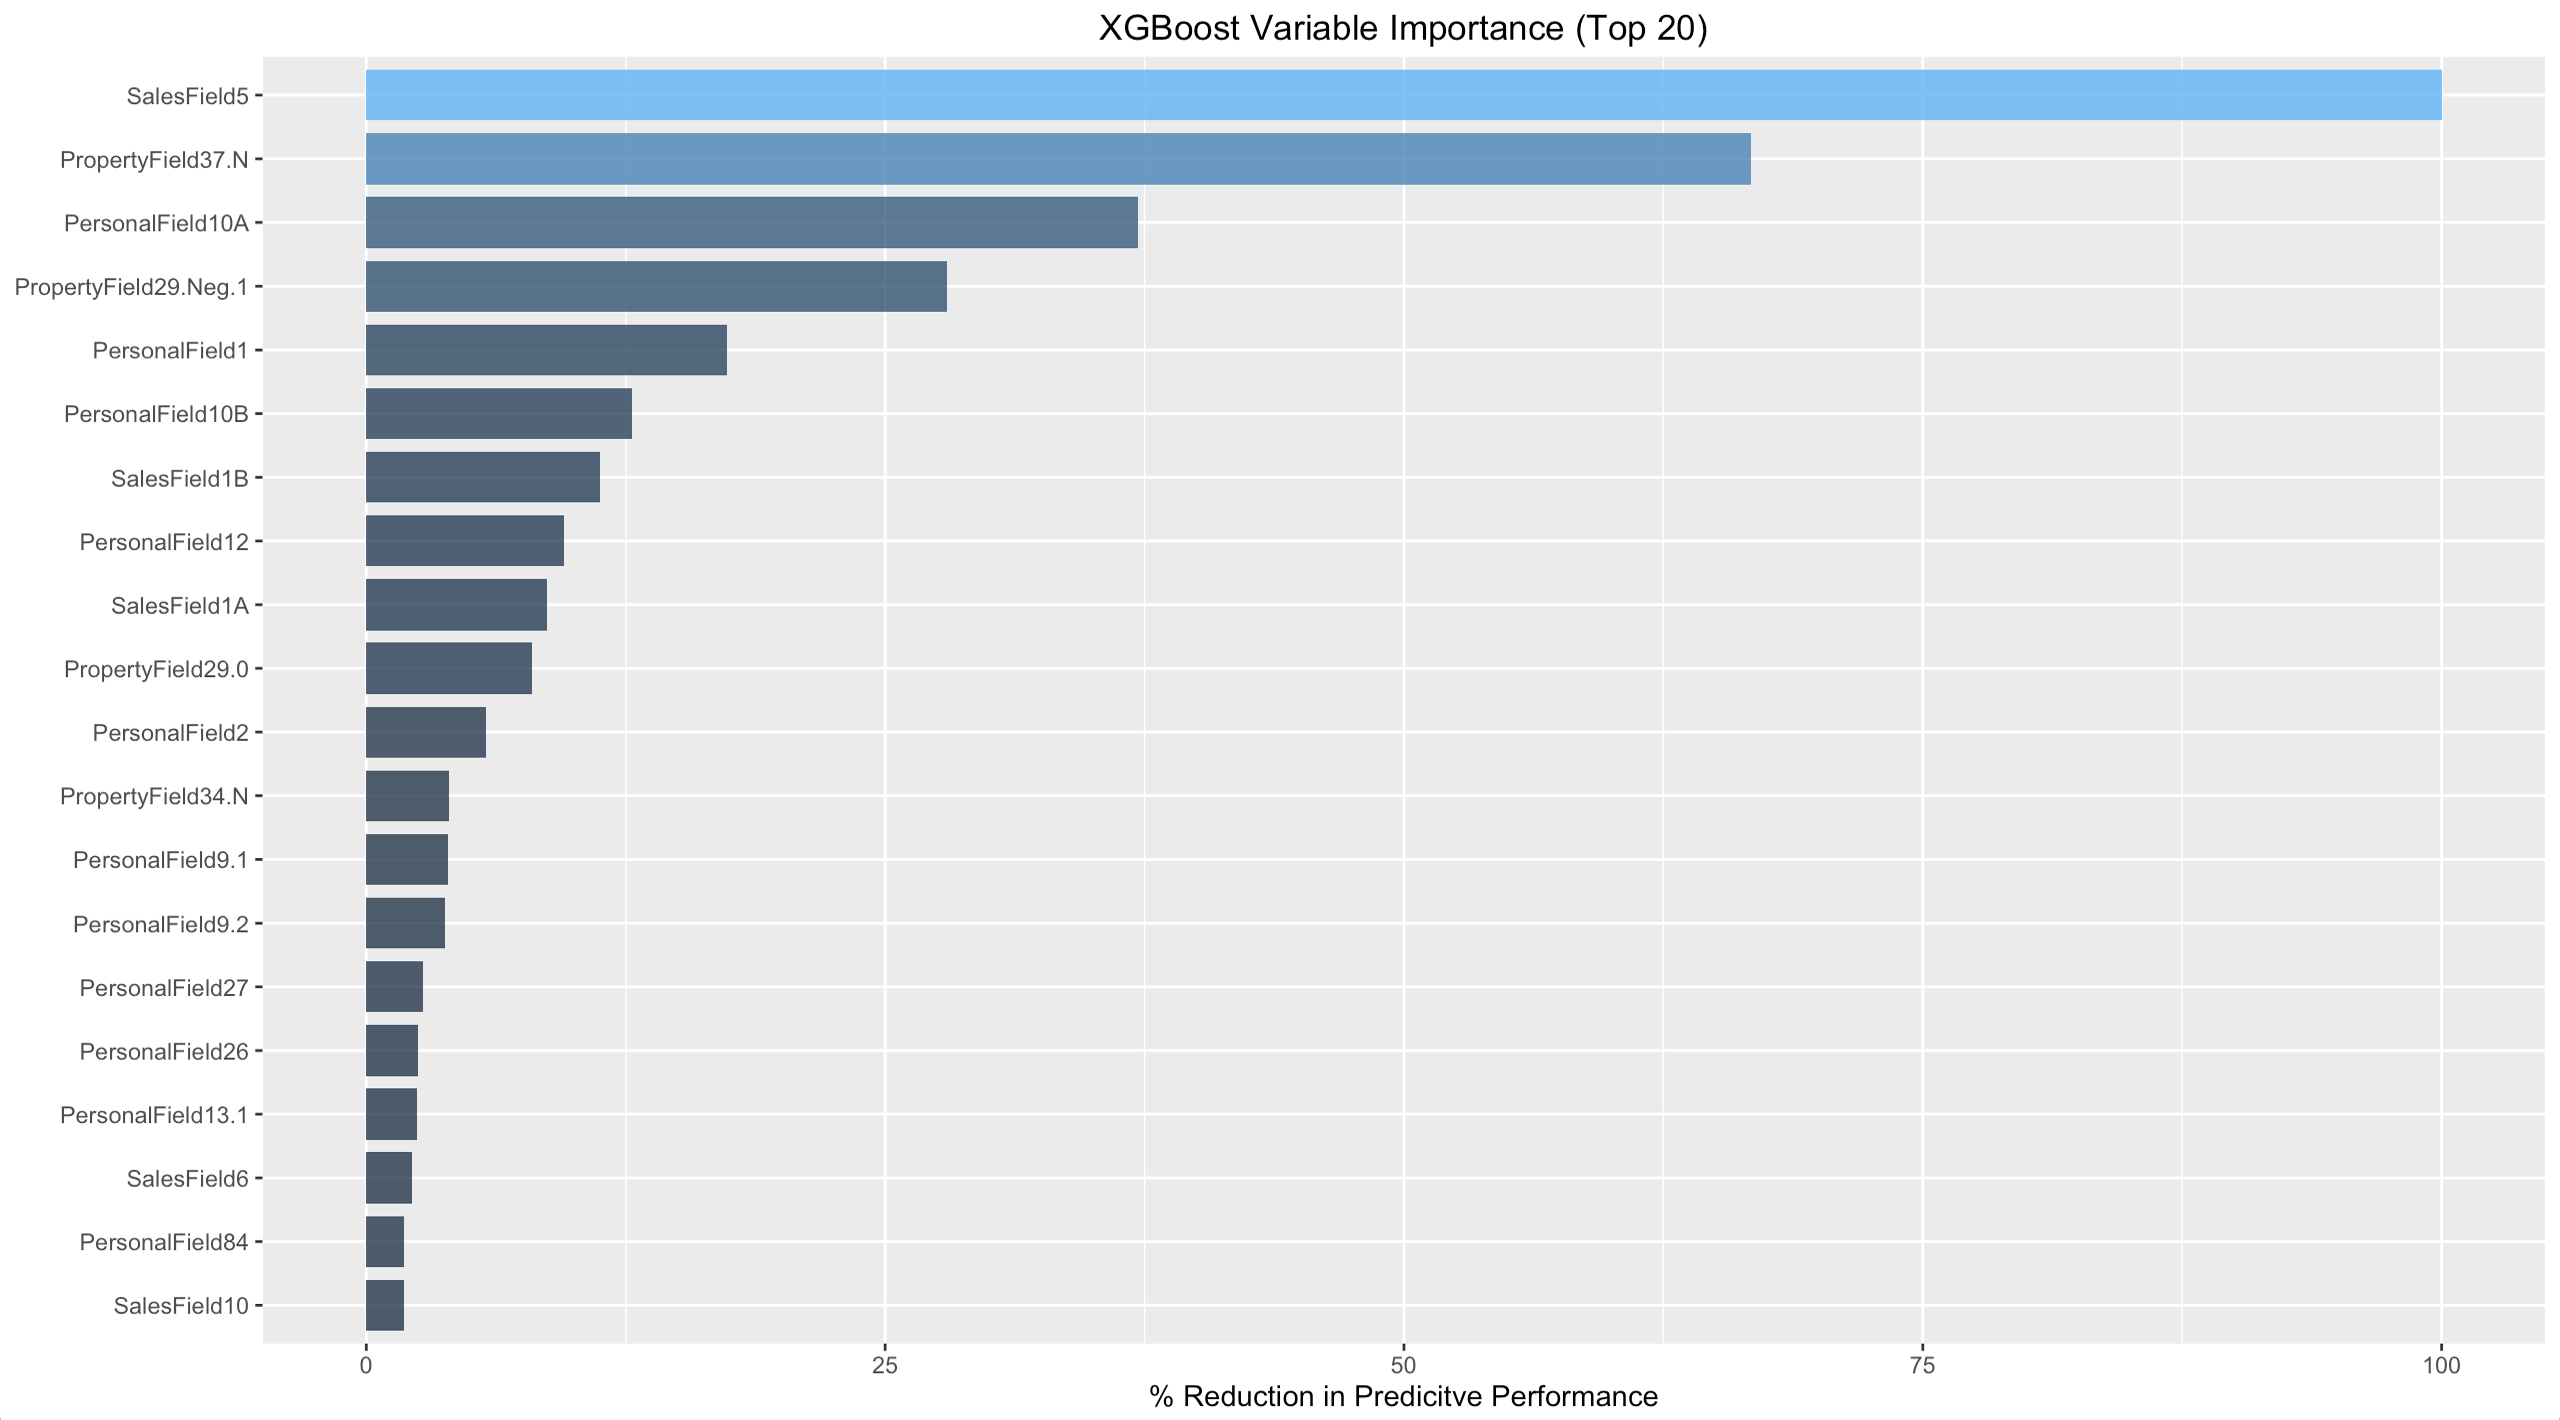 XGBoost Variable Importance (Top 20)
SalesField5
PropertyField37.N
PersonalField10A
PropertyField29.Neg.1
PersonalField1
PersonalField10B
SalesField1B
PersonalField12
SalesField1A
PropertyField29.0
PersonalField2
PropertyField34.N
PersonalField9.1
PersonalField9.2
PersonalField27
PersonalField26
PersonalField13.1
SalesField6
PersonalField84
SalesField10
0 25 50 75 100
% Reduction in Predicitve Performance